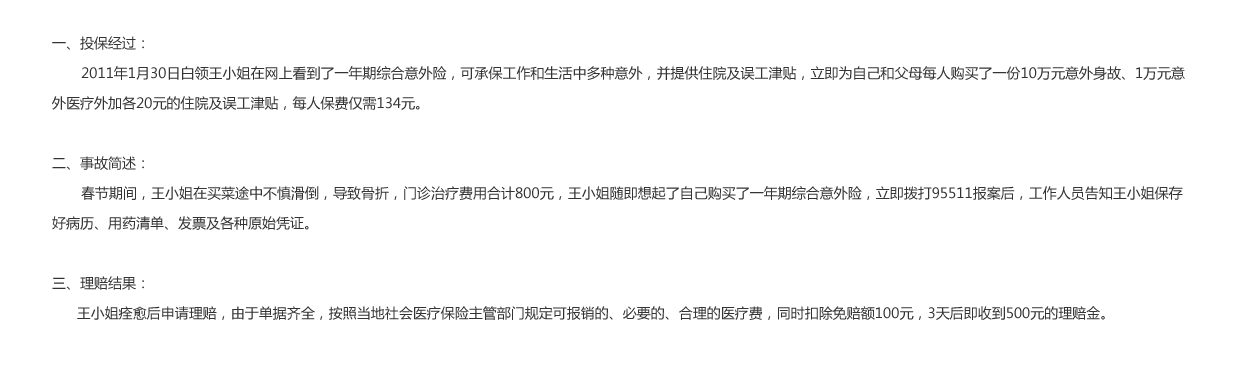 一、投保经过：
2011年1月30日白领王小姐在网上看到了一年期综合意外险，可承保工作和生活中多种意外，并提供住院及误工津贴，立即为自己和父母每人购买了一份10万元意外身故、1万元意
外医疗外加各20元的住院及误工津贴，每人保费仅需134元。
二、事故简述：
春节期间，王小姐在买菜途中不慎滑倒，导致骨折，门诊治疗费用合计800元，王小姐随即想起了自己购买了一年期综合意外险，立即拨打95511报案后，工作人员告知王小姐保存
好病历、用药清单、发票及各种原始凭证。
三、理赔结果：
王小姐痊愈后申请理赔，由于单据齐全，按照当地社会医疗保险主管部门规定可报销的、必要的、合理的医疗费，同时扣除免赔额100元，3天后即收到500元的理赔金。